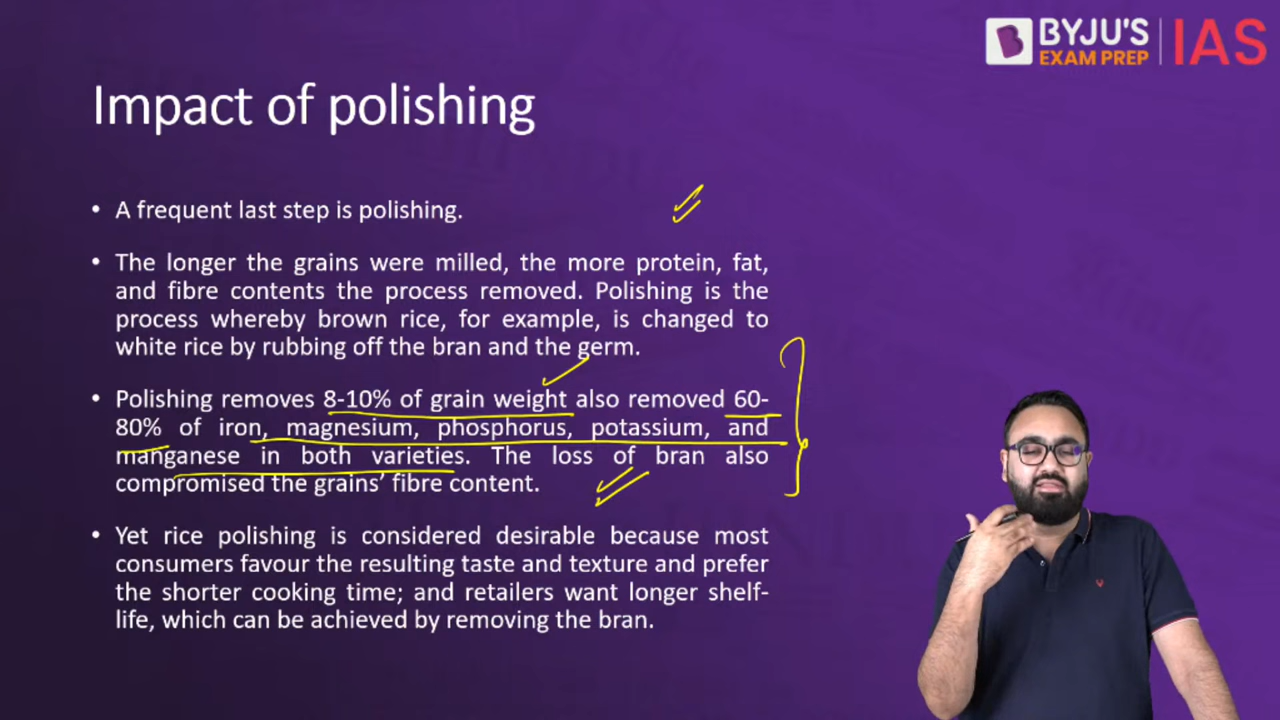 BYJU'S
EXAM PREP
IAS
Impact of polishing
• A frequent last step is polishing.
• The longer the grains were milled, the more protein, fat,
and fibre contents the process removed. Polishing is the
process whereby brown rice, for example, is changed to
white rice by rubbing off the bran and the germ.
• Polishing removes 8-10% of grain weight also removed 60-
80% of iron, magnesium, phosphorus, potassium, and
manganese in both varieties. The loss of bran also
compromised the grains' fibre content.
• Yet rice polishing is considered desirable because most
consumers favour the resulting taste and texture and prefer
the shorter cooking time; and retailers want longer shelf-
life, which can be achieved by removing the bran.